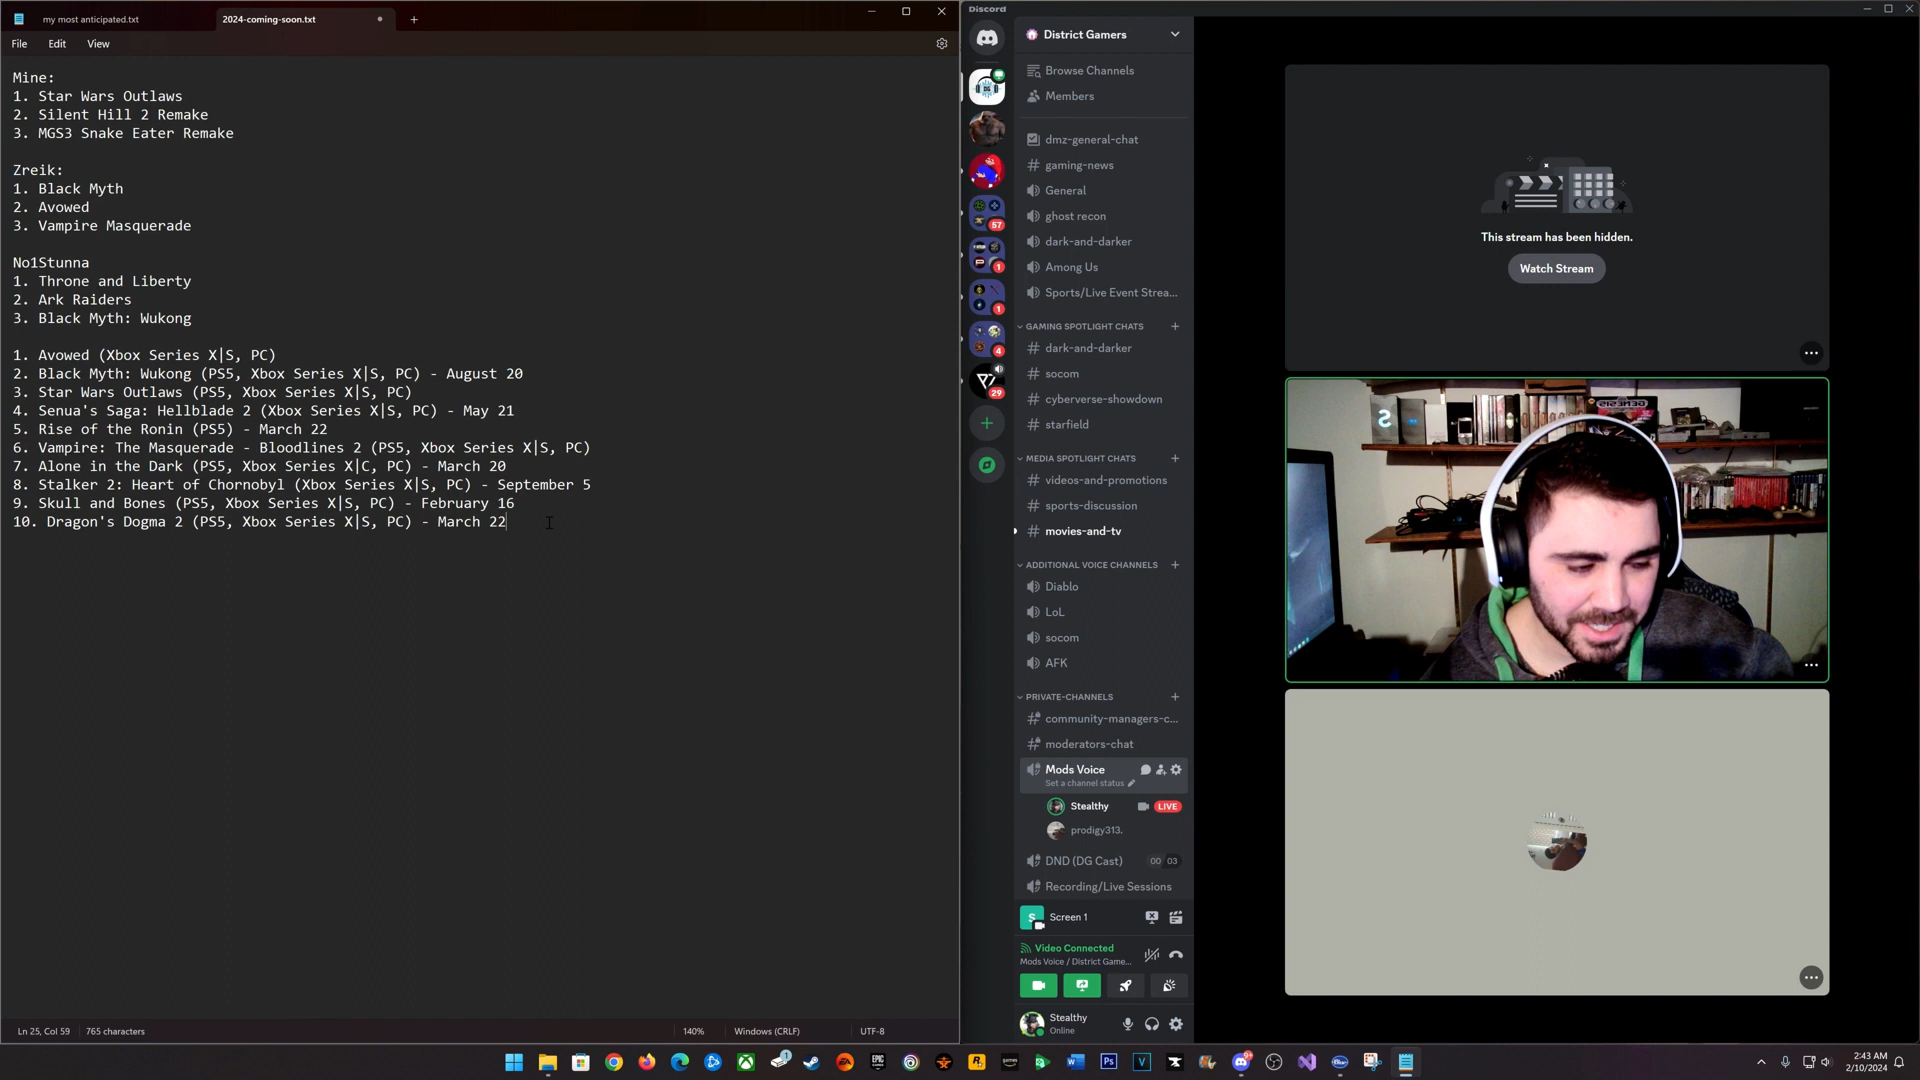 my most anticipated.txt
2024-coming-soon.txt
File Edit View
Mine:
1. Star Wars Outlaws
2. Silent Hill 2 Remake
3. MGS3 Snake Eater Remake
Zreik:
1. Black Myth
2. Avowed
3. Vampire Masquerade
No1Stunna
1. Throne and Liberty
2. Ark Raiders
3. Black Myth: Wukong
1. Avowed (Xbox Series X|S, PC)
2. Black Myth: Wukong (PS5, Xbox Series X|S, PC) - August 20
3. Star Wars Outlaws (PS5, Xbox Series X|S, PC)
4. Senua's Saga: Hellblade 2 (Xbox Series X|S, PC) - May 21
5. Rise of the Ronin (PS5) - March 22
6. Vampire: The Masquerade - Bloodlines 2 (PS5, Xbox Series X|S, PC)
7. Alone in the Dark (PS5, Xbox Series X|C, PC) - March 20
8. Stalker 2: Heart of Chornobyl (Xbox Series X|S, PC) - September 5
9. Skull and Bones (PS5, Xbox Series X|S, PC) - February 16
10. Dragon's Dogma 2 (PS5, Xbox Series X|S, PC) - March 22
Ln 25, Col 59
765 characters
140%
Windows (CRLF)
UTF-8
Discord
DG
57
1
1
4
29
District Gamers
Browse Channels
Members
dmz-general-chat
gaming-news
General
ghost recon
dark-and-darker
Among Us
Sports/Live Event Strea...
GAMING SPOTLIGHT CHATS
dark-and-darker
socom
cyberverse-showdown
starfield
MEDIA SPOTLIGHT CHATS
videos-and-promotions
sports-discussion
movies-and-tv
ADDITIONAL VOICE CHANNELS
Diablo
LoL
socom
AFK
PRIVATE-CHANNELS
community-managers-c...
moderators-chat
Mods Voice
Set a channel status
Stealthy LIVE
prodigy313.
DND (DG Cast) 00 03
Recording/Live Sessions
S Screen 1
Video Connected
Mods Voice / District Game...
Stealthy
Online
This stream has been hidden.
Watch Stream
GENESIS
2:43 AM
2/10/2024